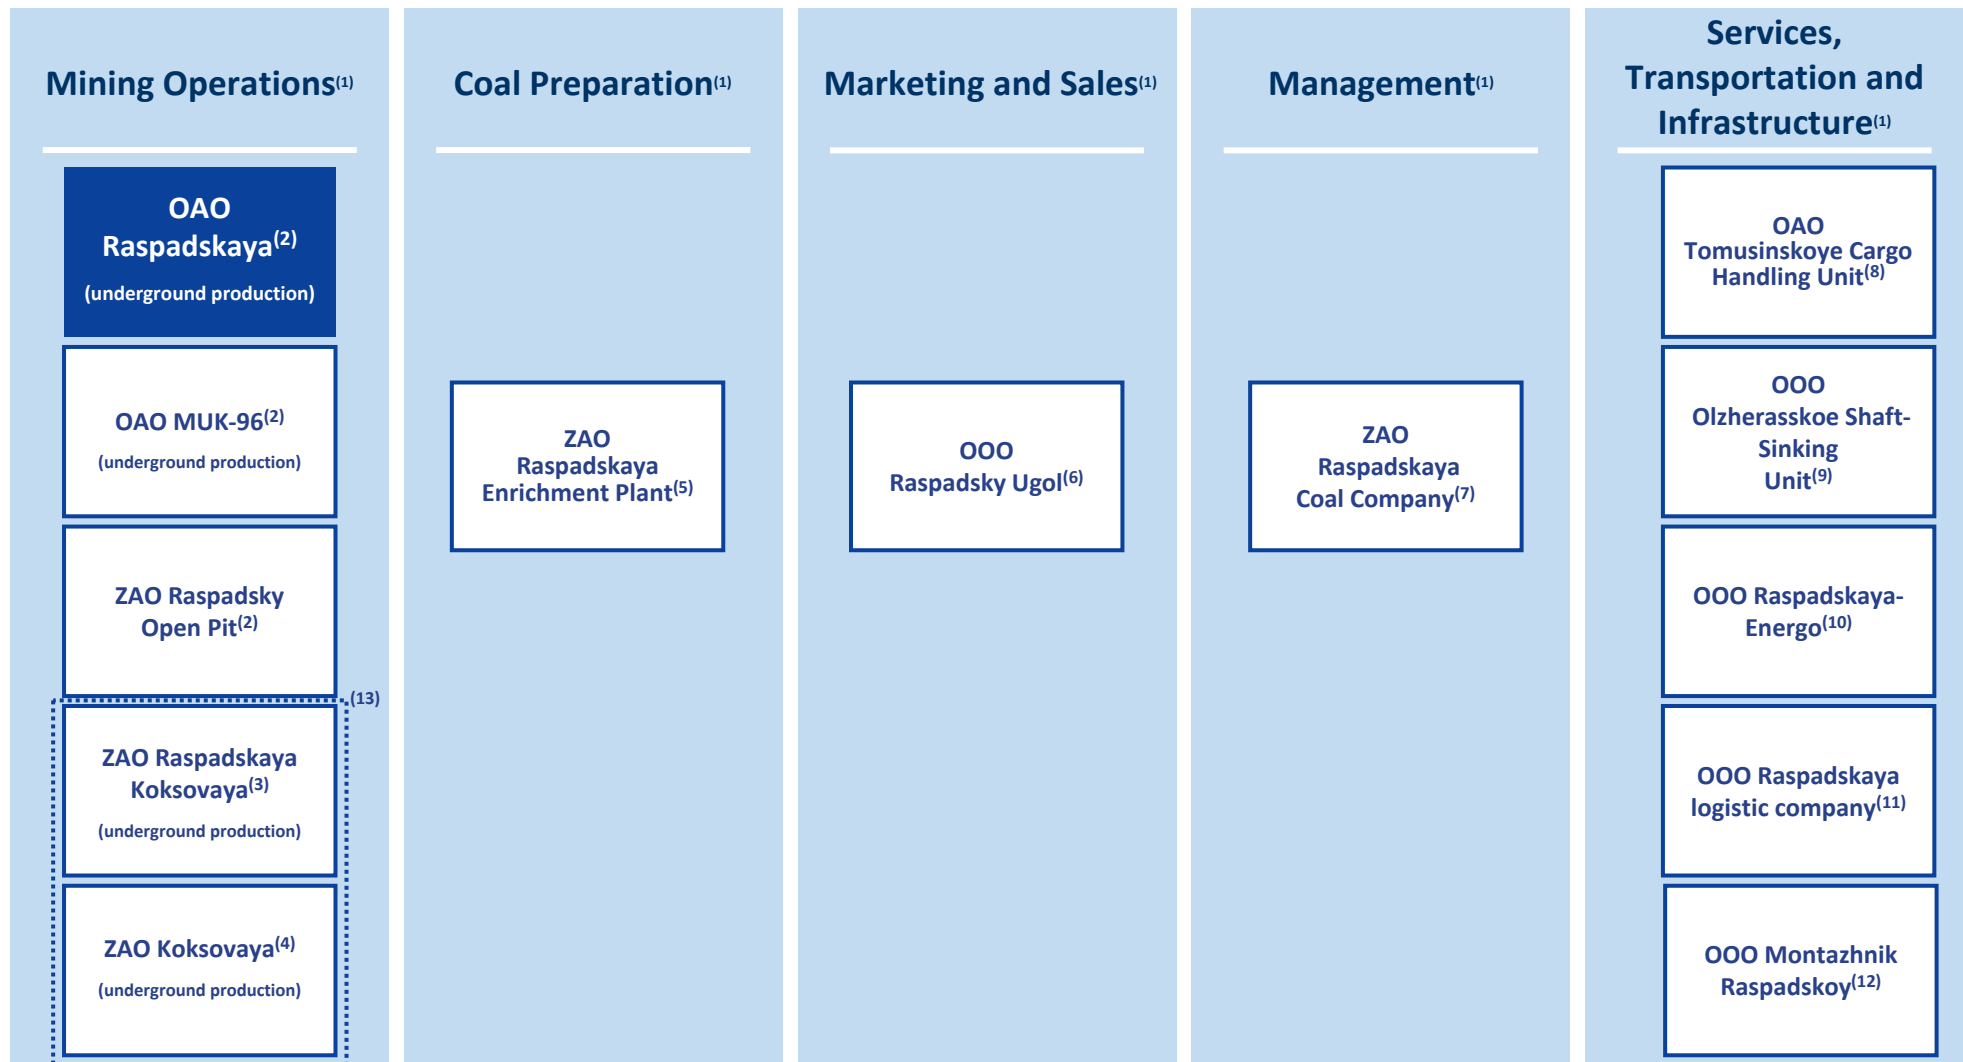 Mining Operations(1)
OAO
Raspadskaya(2)
(underground production)
OAO MUK-96(2)
(underground production)
ZAO Raspadsky
Open Pit(2)
(13)
ZAO Raspadskaya
Koksovaya(3)
(underground production)
ZAO Koksovaya(4)
(underground production)
Coal Preparation(1)
ZAO
Raspadskaya
Enrichment Plant(5)
Marketing and Sales(1)
OOO
Raspadsky Ugol(6)
Management(1)
ZAO
Raspadskaya
Coal Company(7)
Services,
Transportation and
Infrastructure(1)
OAO
Tomusinskoye Cargo
Handling Unit(8)
OOO
Olzherasskoe Shaft-
Sinking
Unit(9)
OOO Raspadskaya-
Energo(10)
OOO Raspadskaya
logistic company(11)
OOO Montazhnik
Raspadskoy(12)